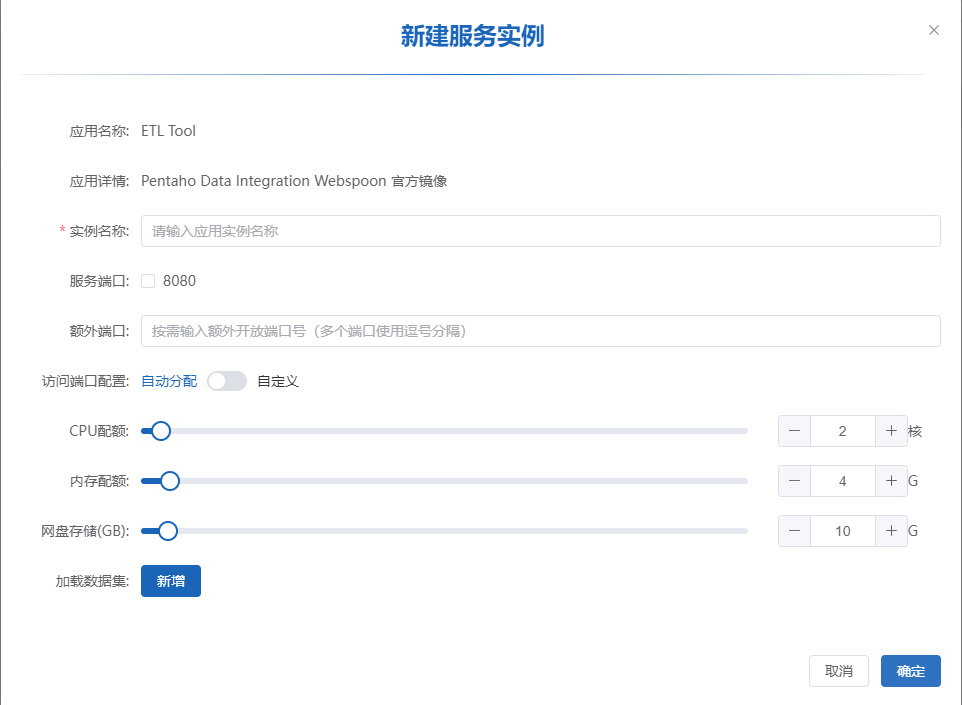 新建服务实例
应用名称: ETL Tool
应用详情: Pentaho Data Integration Webspoon 官方镜像
* 实例名称: 请输入应用实例名称
服务端口: 8080
额外端口: 按需输入额外开放端口号（多个端口使用逗号分隔）
访问端口配置: 自动分配 自定义
CPU配额: 2 核
内存配额: 4 G
网盘存储(GB): 10 G
加载数据集: 新增
取消 确定